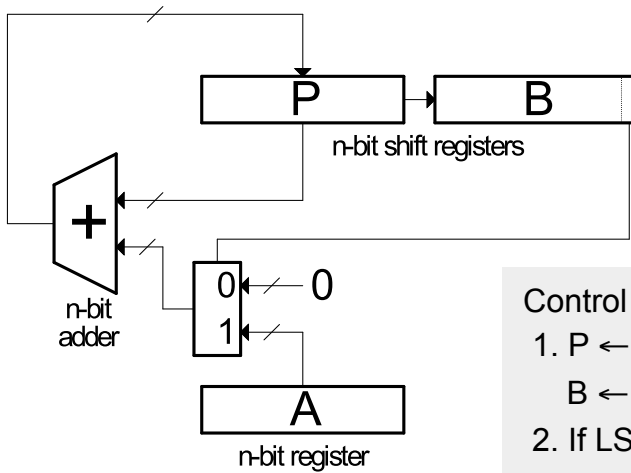 P
B
n-bit shift registers
+
n-bit
adder
0
0
1
A
n-bit register
Control
1. P ←
B ←
2. If LS